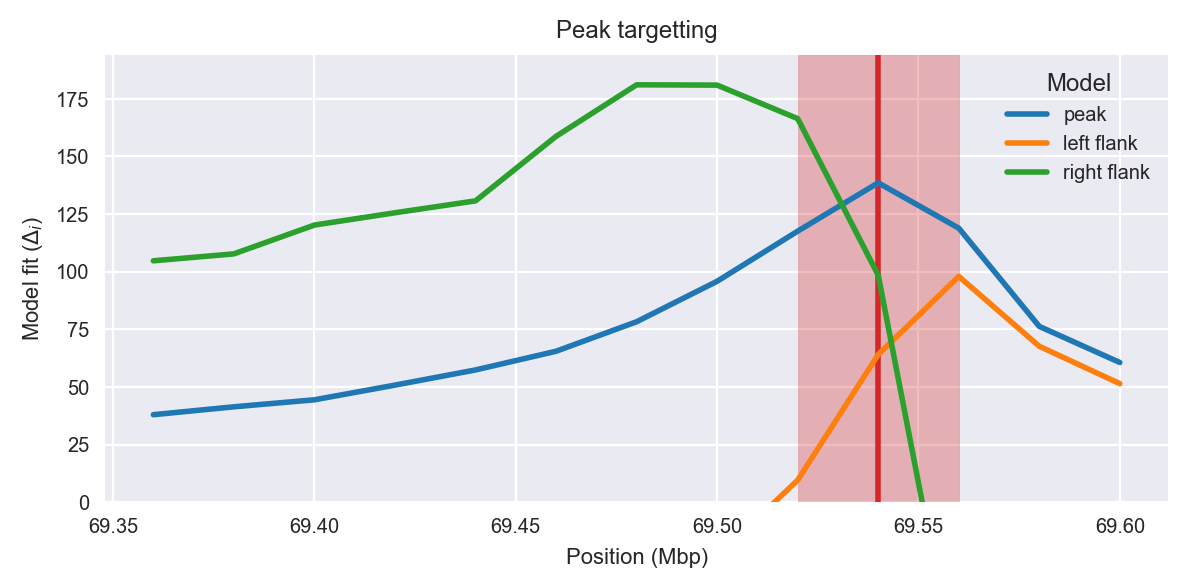 Peak targetting
Model
peak
left flank
right flank
175
150
125
100
75
50
25
0
Model fit (Δi)
69.35 69.40 69.45 69.50 69.55 69.60
Position (Mbp)